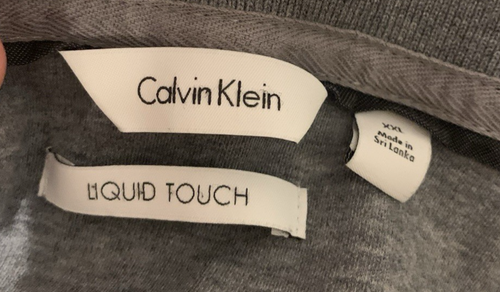 Calvin Klein
XXL
Made in
Sri Lanka
LIQUID TOUCH